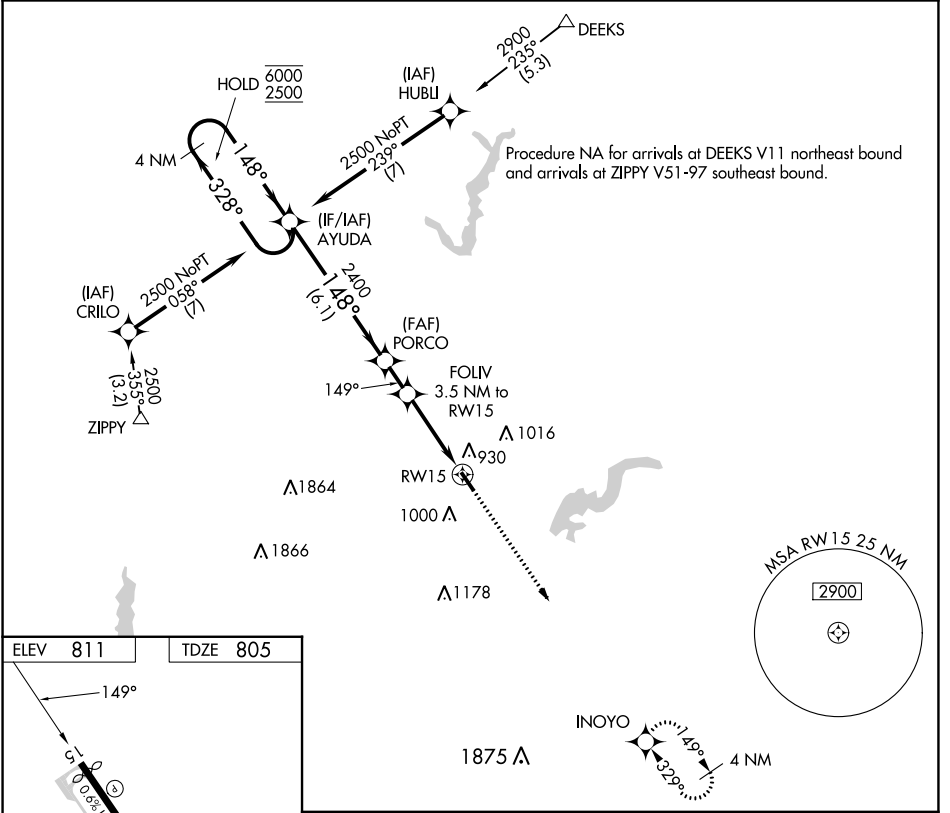 DEEKS
2900
235°
(5.3)
(IAF)
HUBLI
HOLD 6000
2500
4 NM
148°
328°
2500 NoPT
239°
(7)
Procedure NA for arrivals at DEEKS V11 northeast bound
and arrivals at ZIPPY V51-97 southeast bound.
(IF/IAF)
AYUDA
2500 NoPT
058°
(7)
(IAF)
CRILO
2400
148°
(6.1)
(FAF)
PORCO
2500
355°
(3.2)
ZIPPY
149°
FOLIV
3.5 NM to
RW15
1016
930
RW15
1864
1000
1866
1178
MSA RW15 25 NM
2900
ELEV 811
TDZE 805
149°
15
0.6%
P
INOYO
149°
329°
4 NM
1875